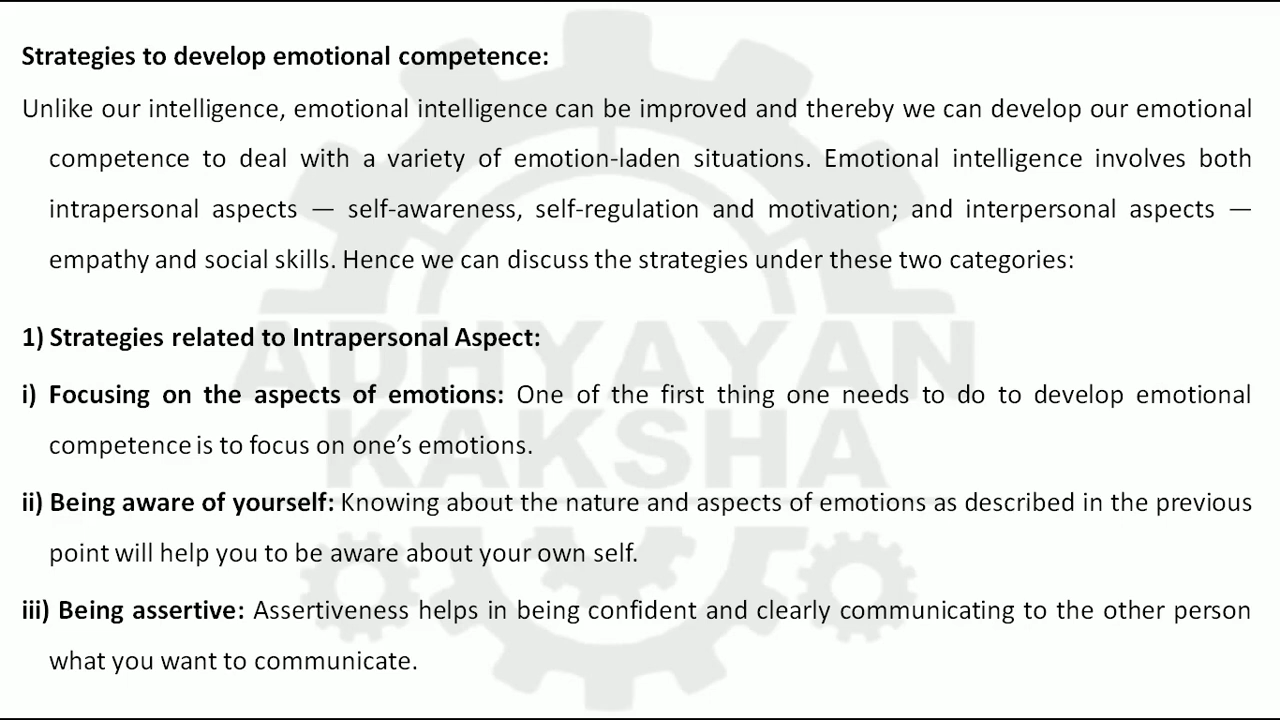 Strategies to develop emotional competence:
Unlike our intelligence, emotional intelligence can be improved and thereby we can develop our emotional
competence to deal with a variety of emotion-laden situations. Emotional intelligence involves both
intrapersonal aspects — self-awareness, self-regulation and motivation; and interpersonal aspects —
empathy and social skills. Hence we can discuss the strategies under these two categories:
1) Strategies related to Intrapersonal Aspect:
i) Focusing on the aspects of emotions: One of the first thing one needs to do to develop emotional
competence is to focus on one’s emotions.
ii) Being aware of yourself: Knowing about the nature and aspects of emotions as described in the previous
point will help you to be aware about your own self.
iii) Being assertive: Assertiveness helps in being confident and clearly communicating to the other person
what you want to communicate.
ADHYAYAN
KAKSHA